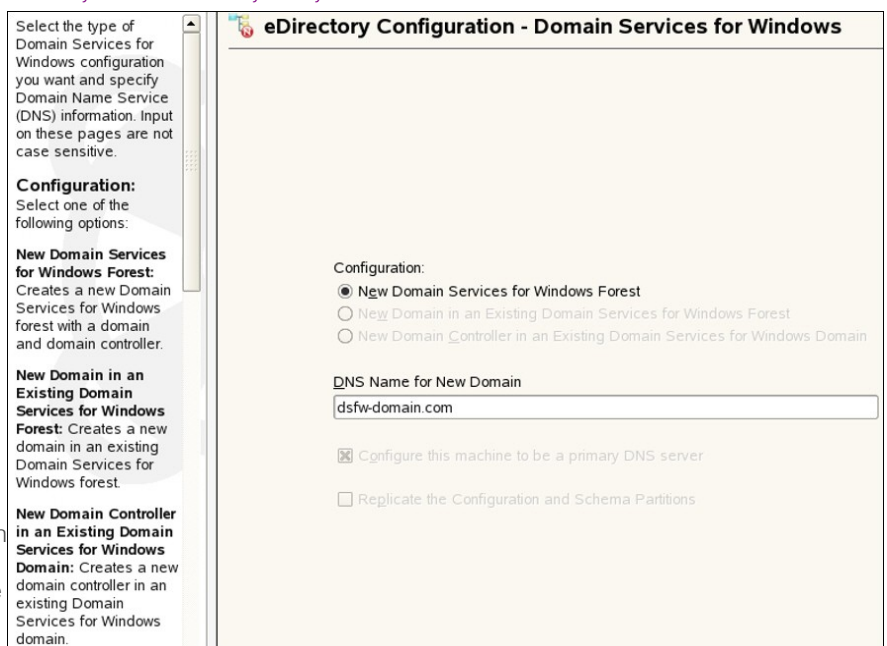 Select the type of
Domain Services for
Windows configuration
you want and specify
Domain Name Service
(DNS) information. Input
on these pages are not
case sensitive.
Configuration:
Select one of the
following options:
New Domain Services
for Windows Forest:
Creates a new Domain
Services for Windows
forest with a domain
and domain controller.
New Domain in an
Existing Domain
Services for Windows
Forest: Creates a new
domain in an existing
Domain Services for
Windows forest.
New Domain Controller
in an Existing Domain
Services for Windows
Domain: Creates a new
domain controller in an
existing Domain
Services for Windows
domain.
eDirectory Configuration - Domain Services for Windows
Configuration:
New Domain Services for Windows Forest
New Domain in an Existing Domain Services for Windows Forest
New Domain Controller in an Existing Domain Services for Windows Domain
DNS Name for New Domain
dsfw-domain.com
Configure this machine to be a primary DNS server
Replicate the Configuration and Schema Partitions